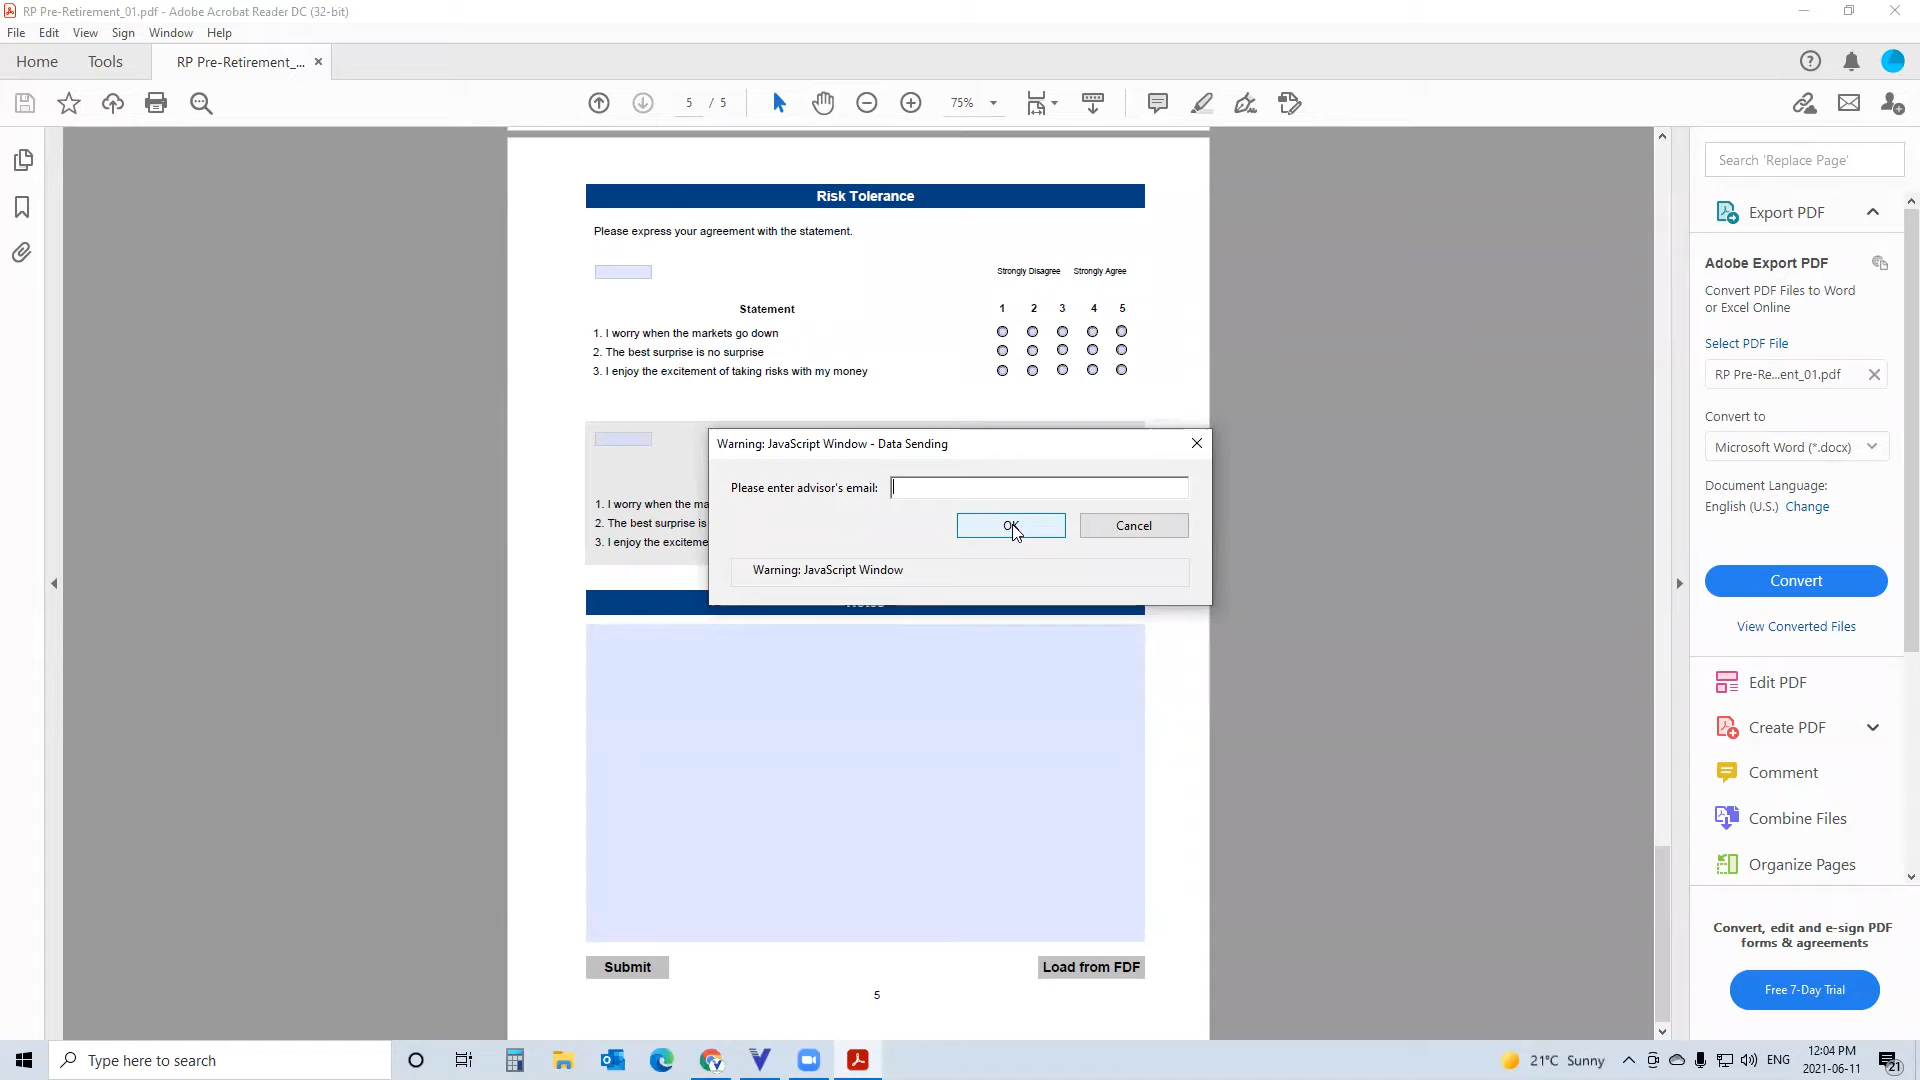 RP Pre-Retirement_01.pdf - Adobe Acrobat Reader DC (32-bit)
File Edit View Sign Window Help
Home Tools RP Pre-Retirement_...
5 / 5 75%
Search 'Replace Page'
Export PDF
Adobe Export PDF
Convert PDF Files to Word
or Excel Online
Select PDF File
RP Pre-Re...ent_01.pdf
Convert to
Microsoft Word (*.docx)
Document Language:
English (U.S.) Change
Convert
View Converted Files
Edit PDF
Create PDF
Comment
Combine Files
Organize Pages
Convert, edit and e-sign PDF
forms & agreements
Free 7-Day Trial
Risk Tolerance
Please express your agreement with the statement.
Strongly Disagree Strongly Agree
Statement 1 2 3 4 5
1. I worry when the markets go down
2. The best surprise is no surprise
3. I enjoy the excitement of taking risks with my money
1. I worry when the ma
2. The best surprise is
3. I enjoy the exciteme
Warning: JavaScript Window - Data Sending
Please enter advisor's email:
OK Cancel
Warning: JavaScript Window
Submit Load from FDF
5
Type here to search
21°C Sunny ENG 12:04 PM
2021-06-11
21